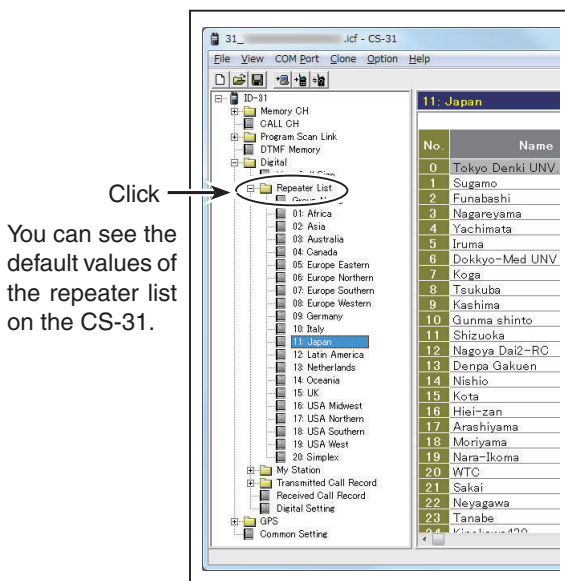 Click
You can see the
default values of
the repeater list
on the CS-31.
31_ .icf - CS-31
File View COM Port Clone Option Help
ID-31
Memory CH
CALL CH
Program Scan Link
DTMF Memory
Digital
Repeater List
01: Africa
02: Asia
03: Australia
04: Canada
05: Europe Eastern
06: Europe Northern
07: Europe Southern
08: Europe Western
09: Germany
10: Italy
11: Japan
12: Latin America
13: Netherlands
14: Oceania
15: UK
16: USA Midwest
17: USA Northern
18: USA Southern
19: USA West
20: Simplex
My Station
Transmitted Call Record
Received Call Record
Digital Setting
GPS
Common Setting
11: Japan
No. Name
0 Tokyo Denki UNV.
1 Sugamo
2 Funabashi
3 Nagareyama
4 Yachimata
5 Iruma
6 Dokkyo-Med UNV
7 Koga
8 Tsukuba
9 Kashima
10 Gunma shinto
11 Shizuoka
12 Nagoya Dai2-RC
13 Denpa Gakuen
14 Nishio
15 Kota
16 Hiei-zan
17 Arashiyama
18 Moriyama
19 Nara-Ikoma
20 WTC
21 Sakai
22 Neyagawa
23 Tanabe